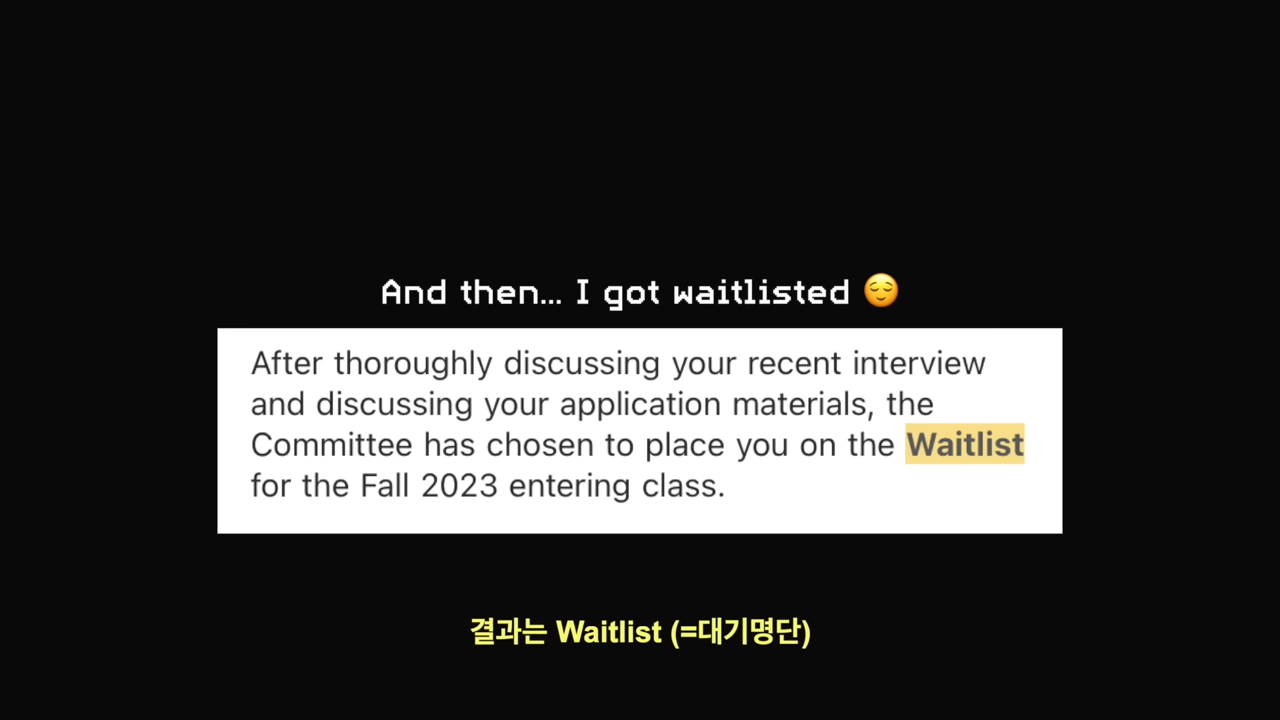 And then... I got waitlisted 😌
After thoroughly discussing your recent interview
and discussing your application materials, the
Committee has chosen to place you on the Waitlist
for the Fall 2023 entering class.
결과는 Waitlist (=대기명단)